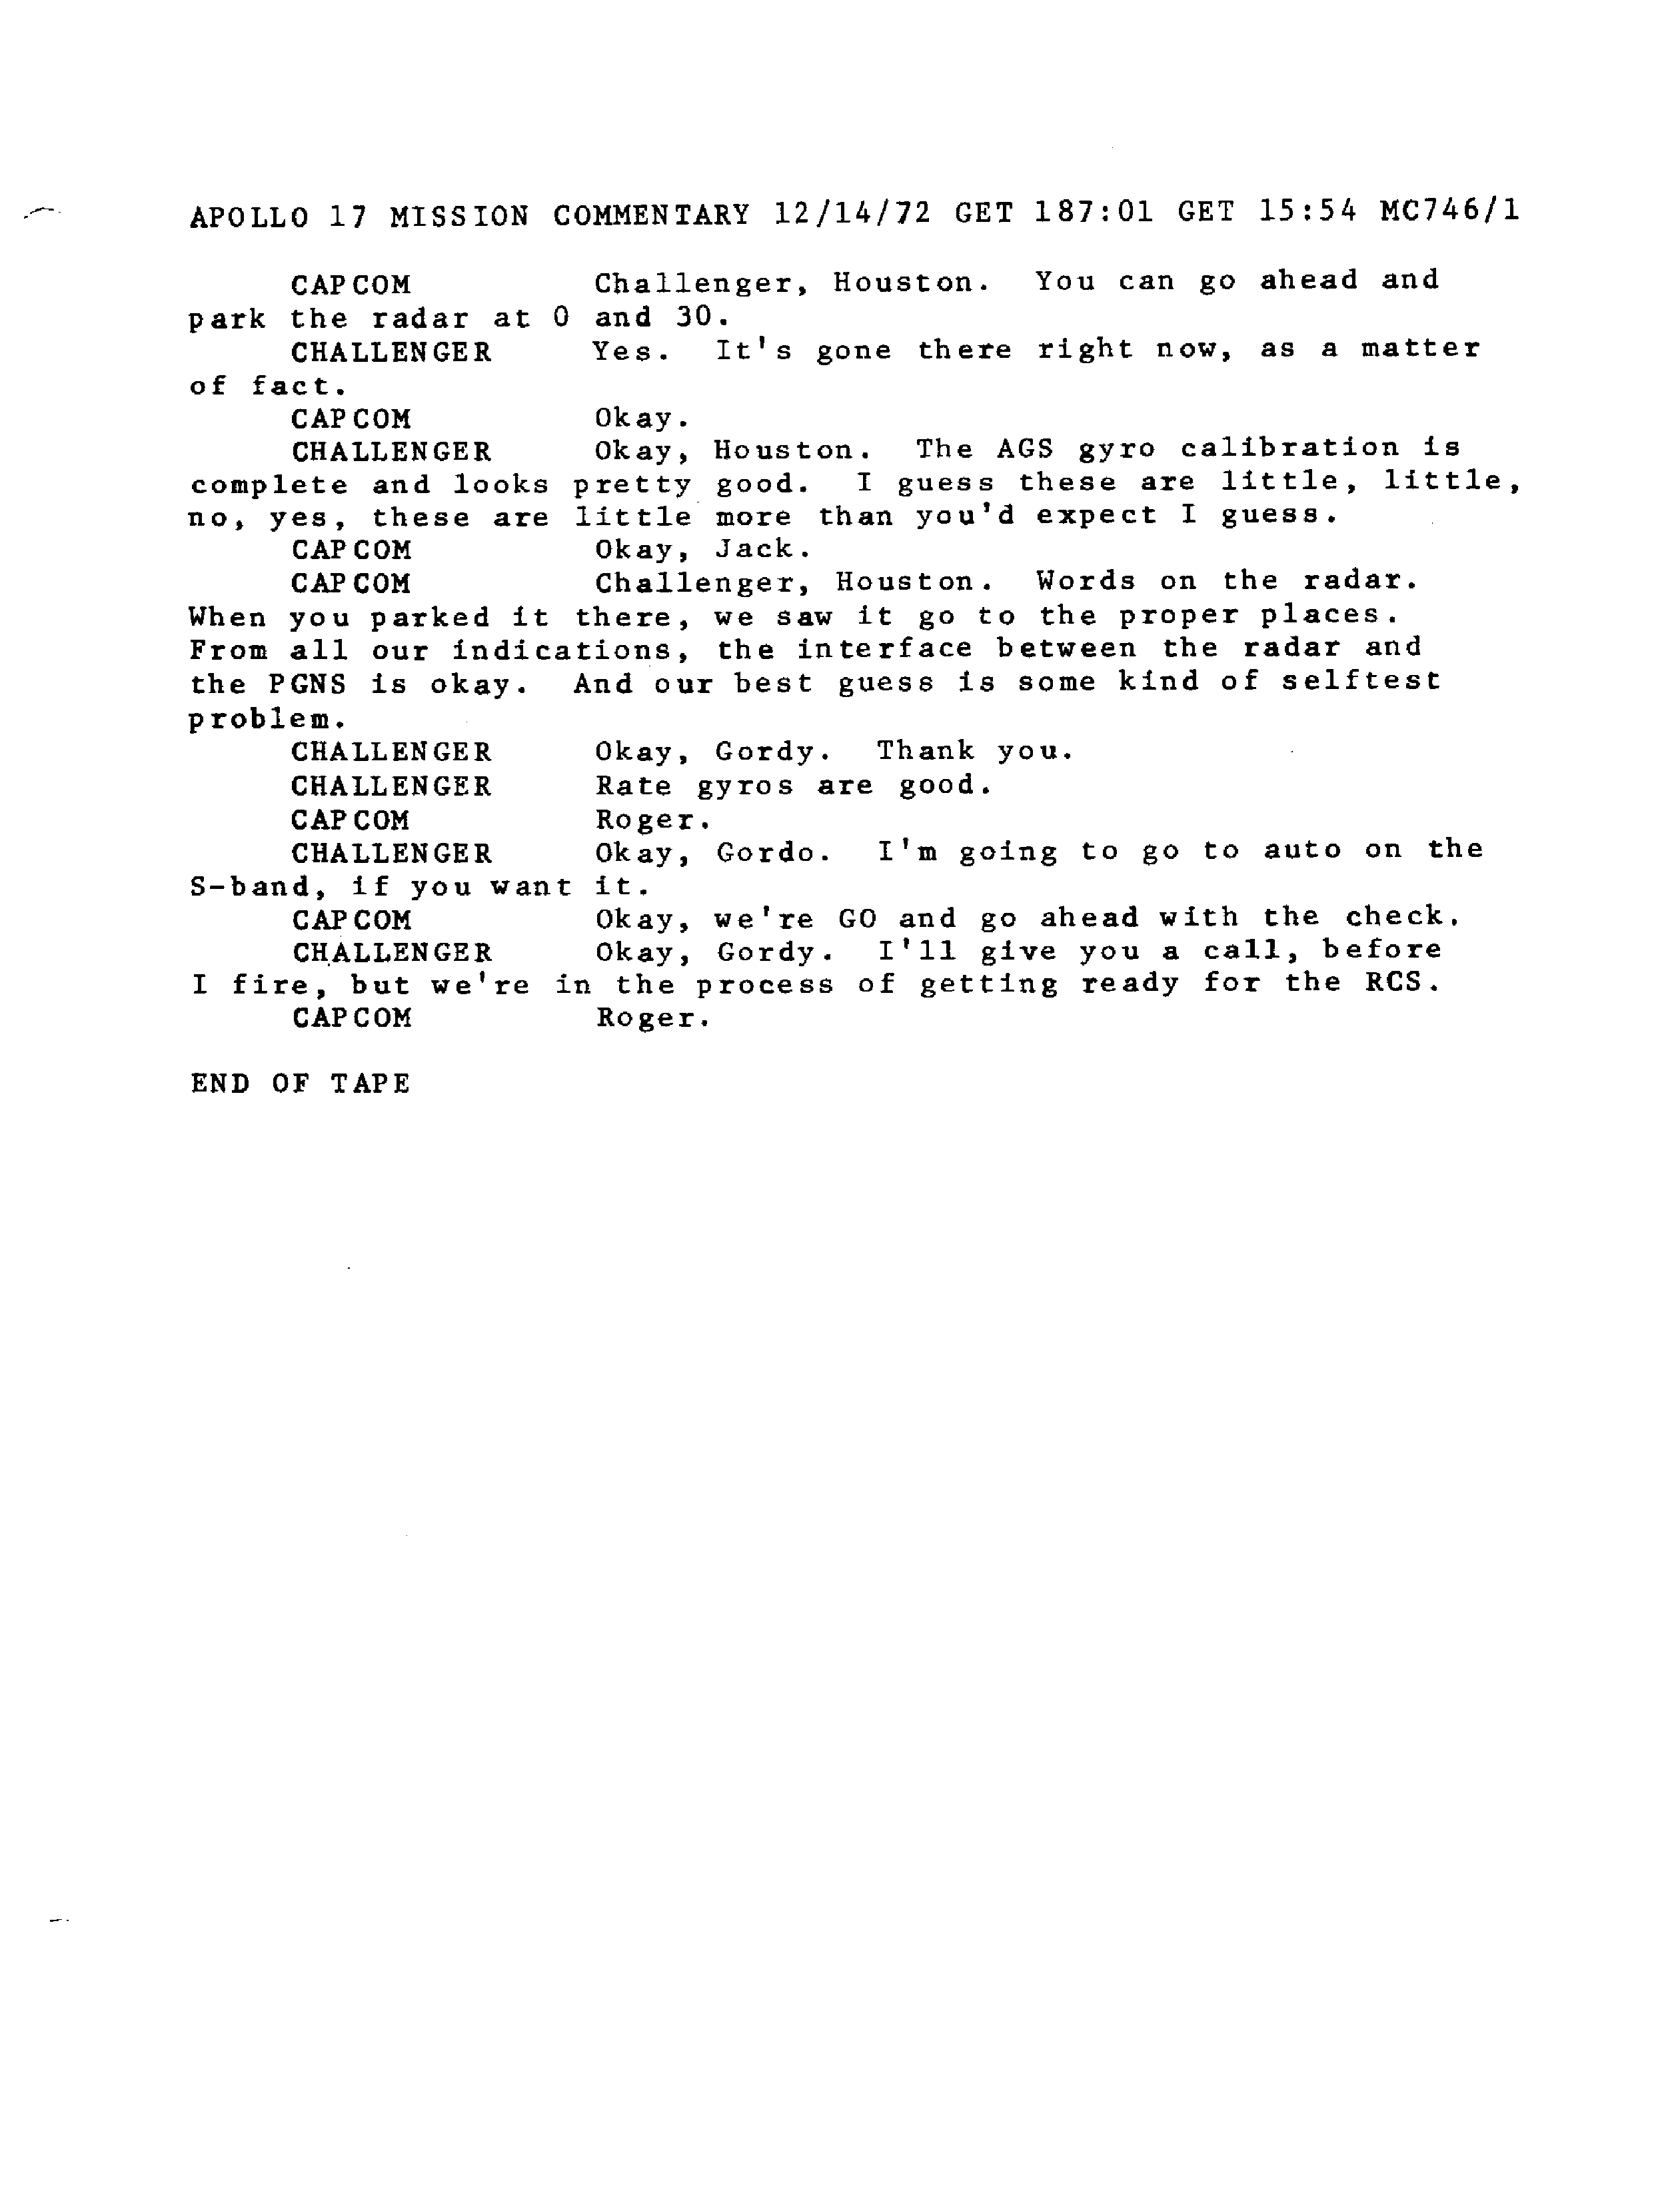 APOLLO 17 MISSION COMMENTARY 12/14/72 GET 187:01 GET 15:54 MC746/1
CAPCOM Challenger, Houston. You can go ahead and
park the radar at 0 and 30.
CHALLENGER Yes. It's gone there right now, as a matter
of fact.
CAPCOM Okay.
CHALLENGER Okay, Houston. The AGS gyro calibration is
complete and looks pretty good. I guess these are little, little,
no, yes, these are little more than you'd expect I guess.
CAPCOM Okay, Jack.
CAPCOM Challenger, Houston. Words on the radar.
When you parked it there, we saw it go to the proper places.
From all our indications, the interface between the radar and
the PGNS is okay. And our best guess is some kind of selftest
problem.
CHALLENGER Okay, Gordy. Thank you.
CHALLENGER Rate gyros are good.
CAPCOM Roger.
CHALLENGER Okay, Gordo. I'm going to go to auto on the
S-band, if you want it.
CAPCOM Okay, we're GO and go ahead with the check.
CHALLENGER Okay, Gordy. I'll give you a call, before
I fire, but we're in the process of getting ready for the RCS.
CAPCOM Roger.
END OF TAPE